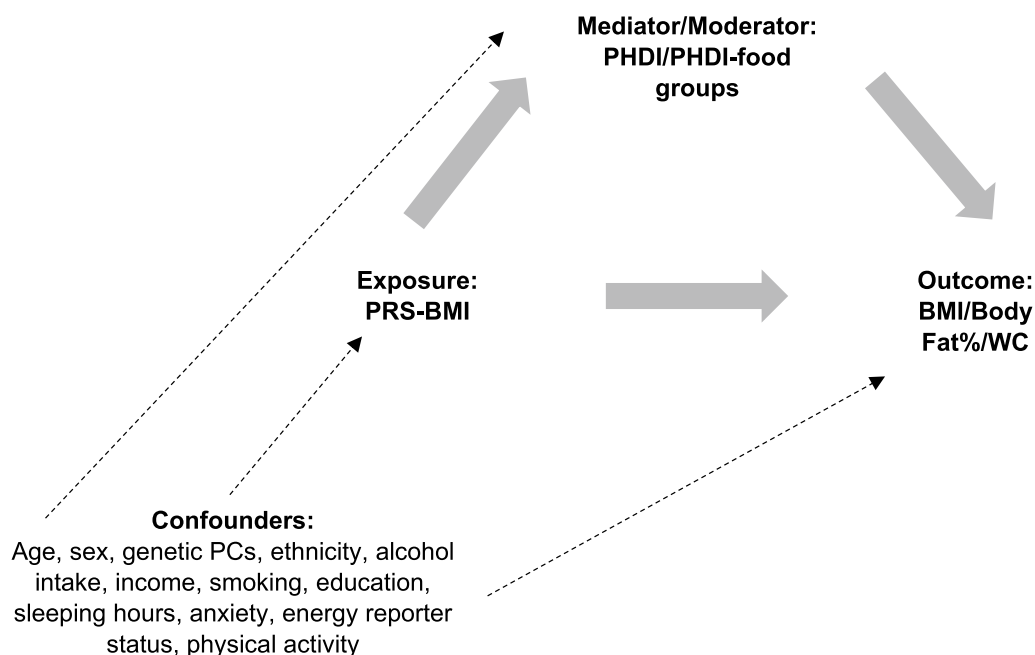 Mediator/Moderator:
PHDI/PHDI-food
groups
Exposure:
PRS-BMI
Outcome:
BMI/Body
Fat%/WC
Confounders:
Age, sex, genetic PCs, ethnicity, alcohol
intake, income, smoking, education,
sleeping hours, anxiety, energy reporter
status, physical activity